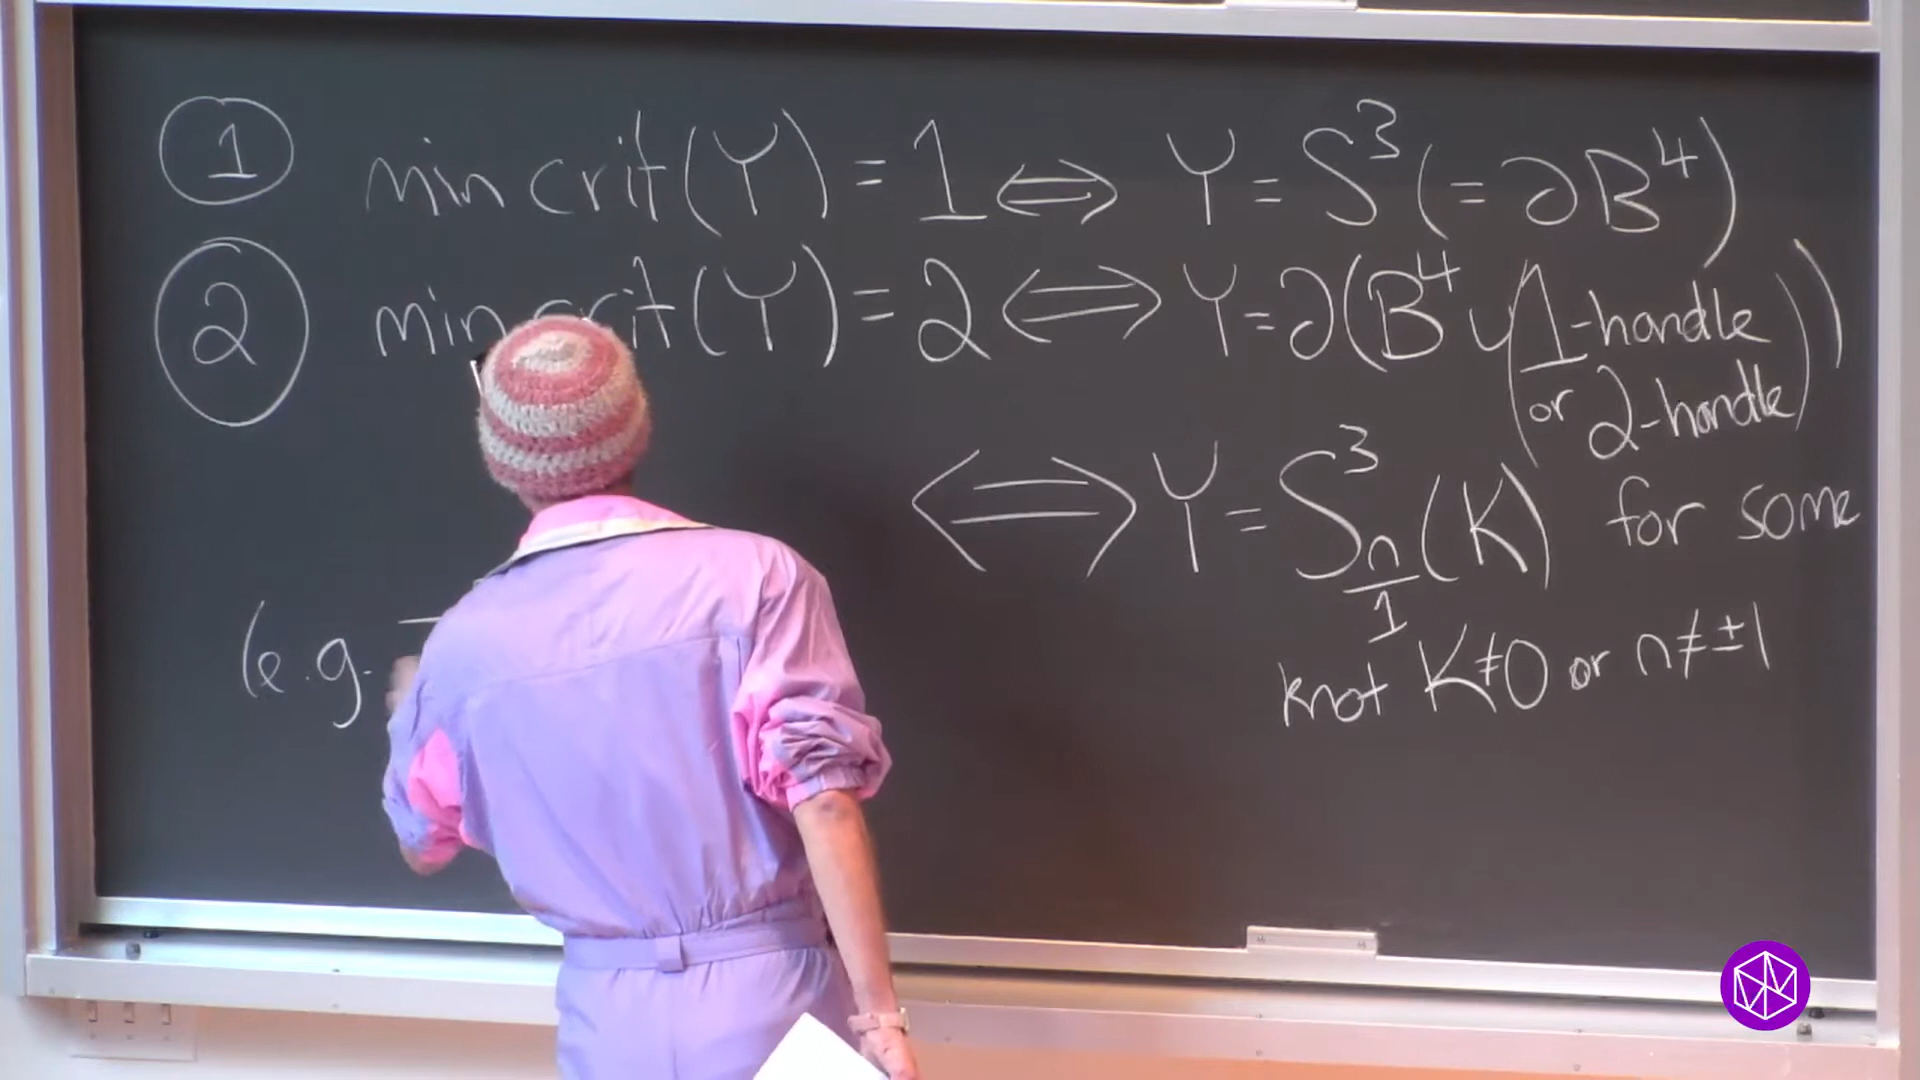 ① min crit(Y) = 1 ⟺ Y = S³ (= ∂B⁴)
② min crit(Y) = 2 ⟺ Y = ∂(B⁴ ∪ (1-handle
or 2-handle))
⟺ Y = S³_{n/1}(K) for some
knot K ≠ 0 or n ≠ ±1
(e.g.